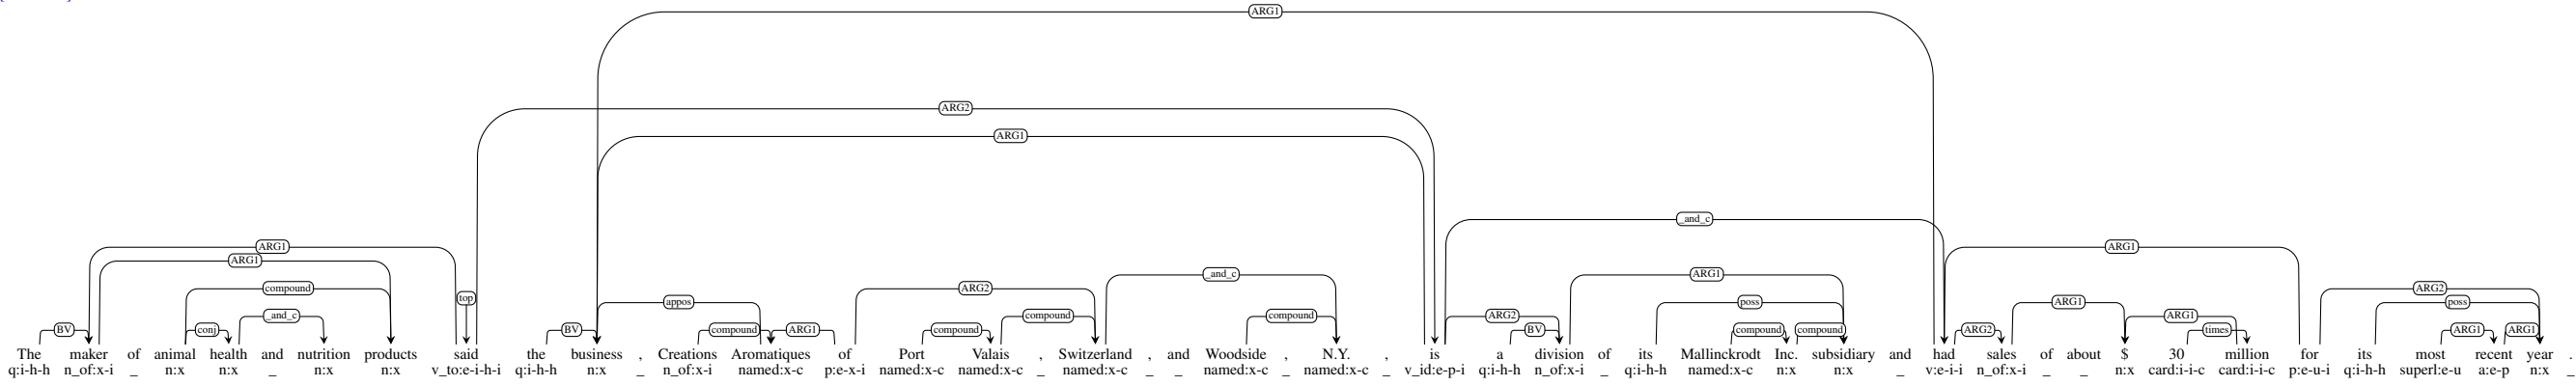 ARG1
ARG2
ARG1
_and_c
ARG1 ARG1
ARG1
_and_c ARG1
compound top ARG2 ARG2
appos poss ARG1 poss
_and_c compound compound ARG2 ARG1
BV conj BV compound ARG1 compound BV compound compound ARG2 times ARG1 ARG1
The maker of animal health and nutrition products said the business , Creations Aromatiques of Port Valais , Switzerland , and Woodside , N.Y. , is a division of its Mallinckrodt Inc. subsidiary and had sales of about $ 30 million for its most recent year .
q:i-h-h n_of:x-i _ n:x n:x _ n:x n:x v_to:e-i-h-i q:i-h-h n:x _ n_of:x-i named:x-c p:e-x-i named:x-c named:x-c _ named:x-c _ _ named:x-c _ named:x-c _ v_id:e-p-i q:i-h-h n_of:x-i _ q:i-h-h named:x-c n:x n:x _ v:e-i-i n_of:x-i _ _ n:x card:i-i-c card:i-i-c p:e-u-i q:i-h-h superl:e-u a:e-p n:x _